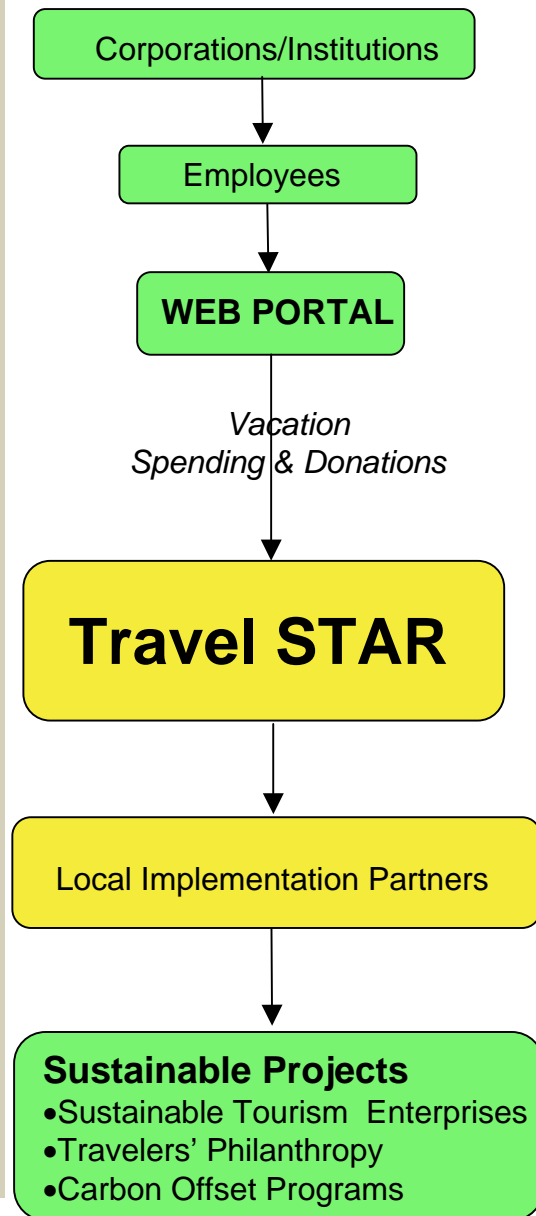 Corporations/Institutions
Employees
WEB PORTAL
Vacation
Spending & Donations
Travel STAR
Local Implementation Partners
Sustainable Projects
•Sustainable Tourism Enterprises
•Travelers’ Philanthropy
•Carbon Offset Programs